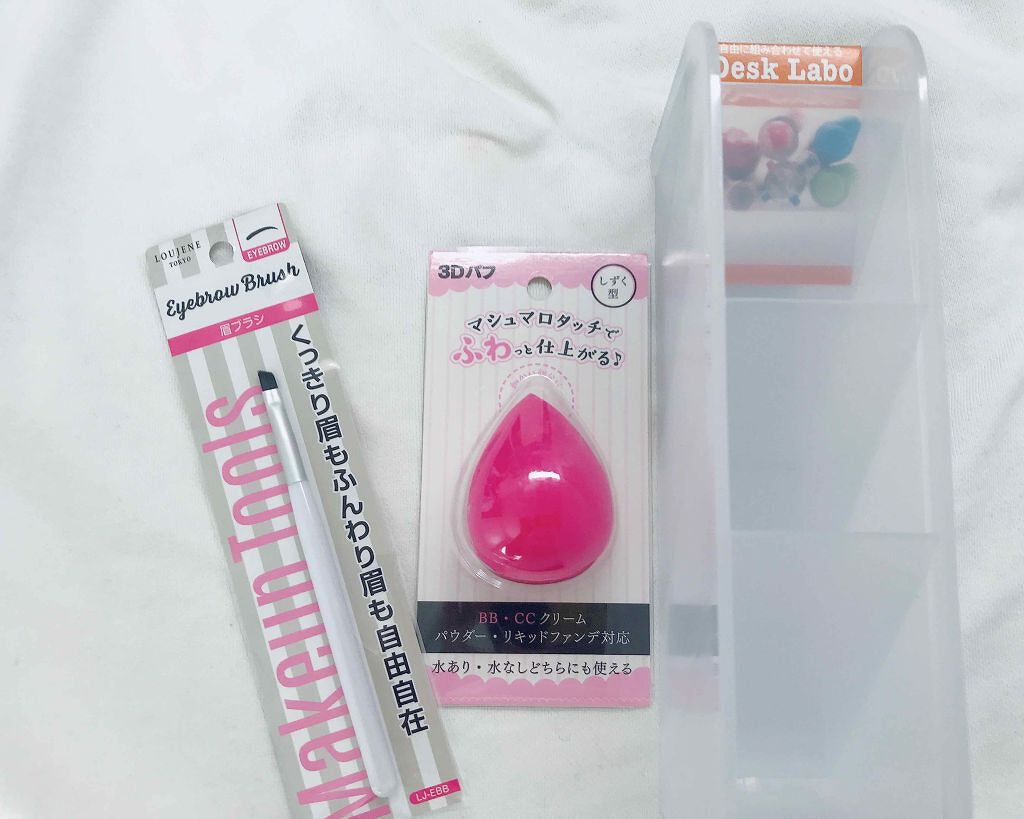 LOUJENE
TOKYO
EYEBROW
Eyebrow Brush
眉ブラシ
くっきり眉もふんわり眉も自由自在
Makeup Tools
LJ-EBB
3Dパフ
しずく
型
マシュマロタッチで
ふわっと仕上がる♪
BB・CCクリーム
パウダー・リキッドファンデ対応
水あり・水なしどちらにも使える
自由に組み合わせて使える
Desk Labo